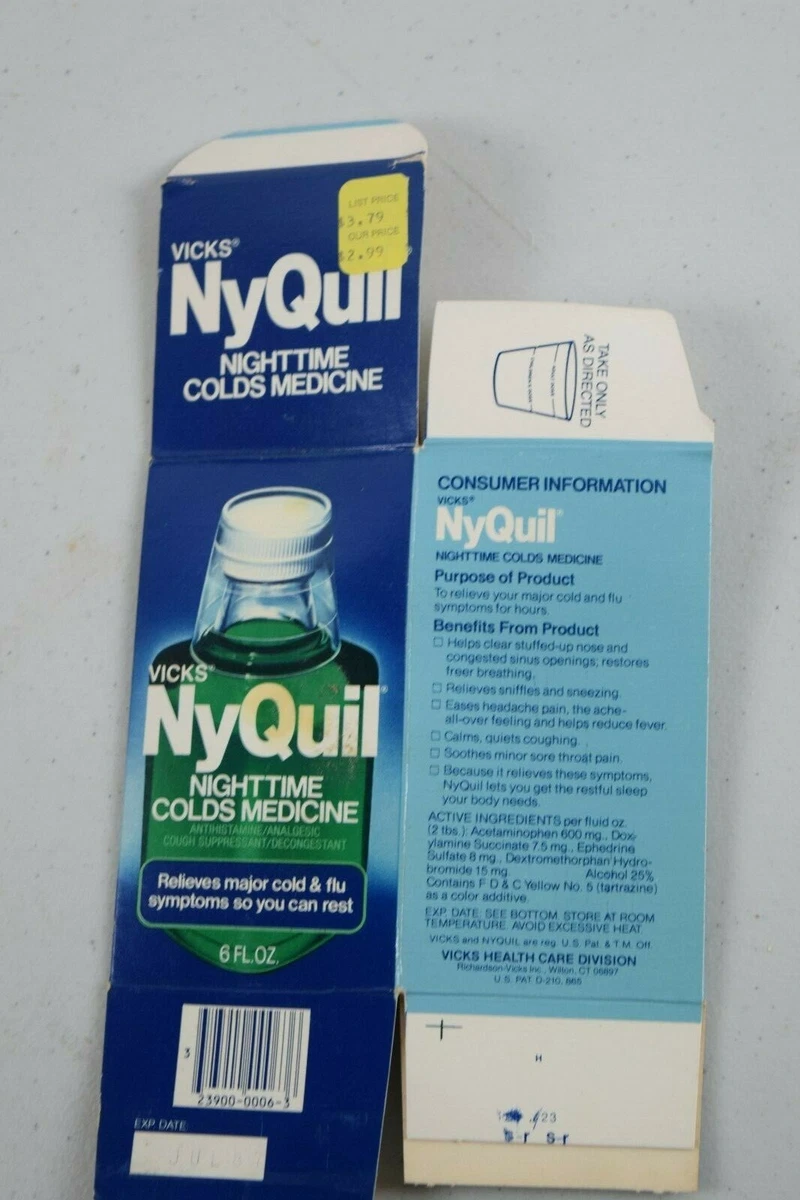 LIST PRICE
$3.79
OUR PRICE
$2.99
VICKS®
NyQuil®
NIGHTTIME
COLDS MEDICINE
VICKS®
NyQuil®
NIGHTTIME
COLDS MEDICINE
ANTIHISTAMINE/ANALGESIC
COUGH SUPPRESSANT/DECONGESTANT
Relieves major cold & flu
symptoms so you can rest
6 FL.OZ.
3
23900-0006-3
EXP. DATE
JUL
TAKE ONLY
AS DIRECTED
CONSUMER INFORMATION
VICKS®
NyQuil®
NIGHTTIME COLDS MEDICINE
Purpose of Product
To relieve your major cold and flu
symptoms for hours.
Benefits From Product
□ Helps clear stuffed-up nose and
congested sinus openings; restores
freer breathing.
□ Relieves sniffles and sneezing.
□ Eases headache pain, the ache-
all-over feeling and helps reduce fever.
□ Calms, quiets coughing.
□ Soothes minor sore throat pain.
□ Because it relieves these symptoms,
NyQuil lets you get the restful sleep
your body needs.
ACTIVE INGREDIENTS per fluid oz.
(2 tbs.): Acetaminophen 600 mg., Dox-
ylamine Succinate 7.5 mg., Ephedrine
Sulfate 8 mg., Dextromethorphan Hydro-
bromide 15 mg. Alcohol 25%
Contains F D & C Yellow No. 5 (tartrazine)
as a color additive.
EXP. DATE: SEE BOTTOM. STORE AT ROOM
TEMPERATURE. AVOID EXCESSIVE HEAT.
VICKS and NYQUIL are reg. U.S. Pat. & T.M. Off.
VICKS HEALTH CARE DIVISION
Richardson-Vicks Inc., Wilton, CT 06897
U.S. PAT. D-210, 865
H
23
s-r s-r